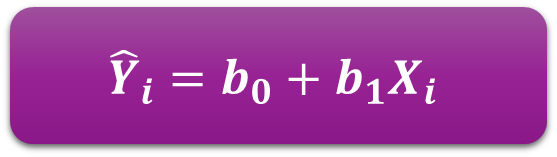 Ŷᵢ = b₀ + b₁Xᵢ